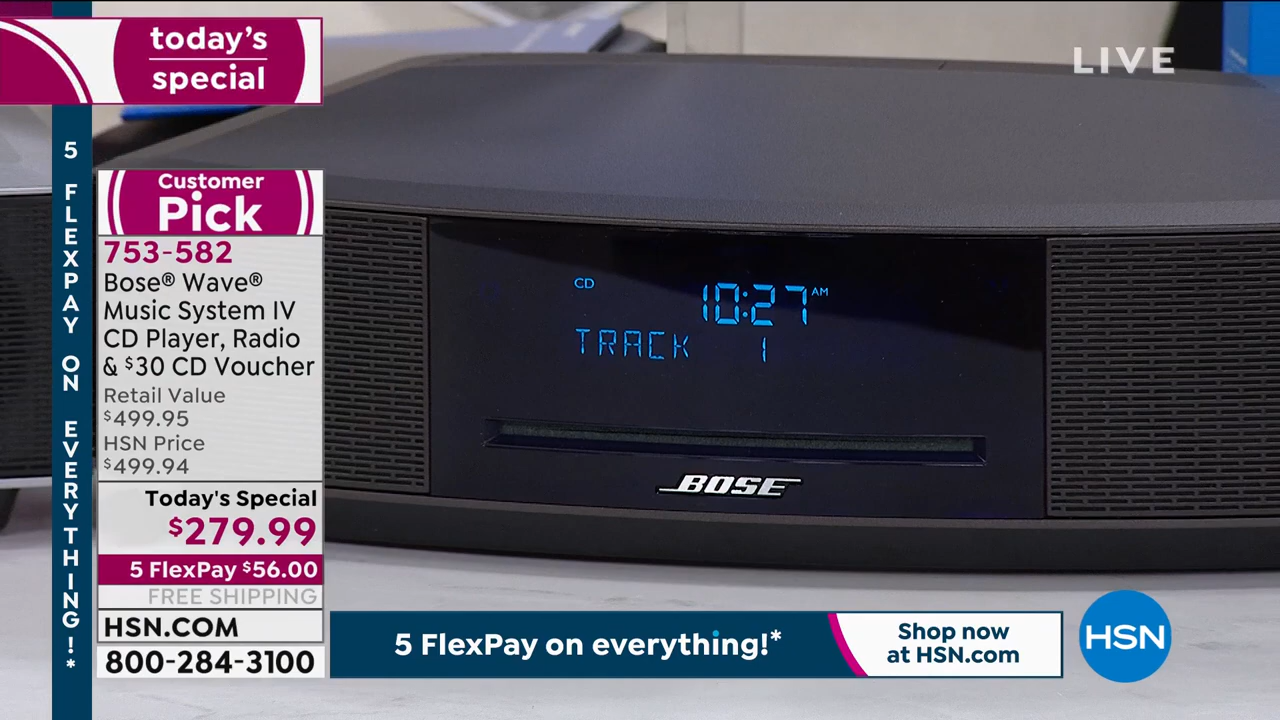 today's
special
LIVE
5 FLEXPAY ON EVERYTHING!*
Customer
Pick
753-582
Bose® Wave®
Music System IV
CD Player, Radio
& $30 CD Voucher
Retail Value
$499.95
HSN Price
$499.94
Today's Special
$279.99
5 FlexPay $56.00
FREE SHIPPING
HSN.COM
800-284-3100
CD
10:27 AM
TRACK 1
BOSE
5 FlexPay on everything!*
Shop now
at HSN.com
HSN